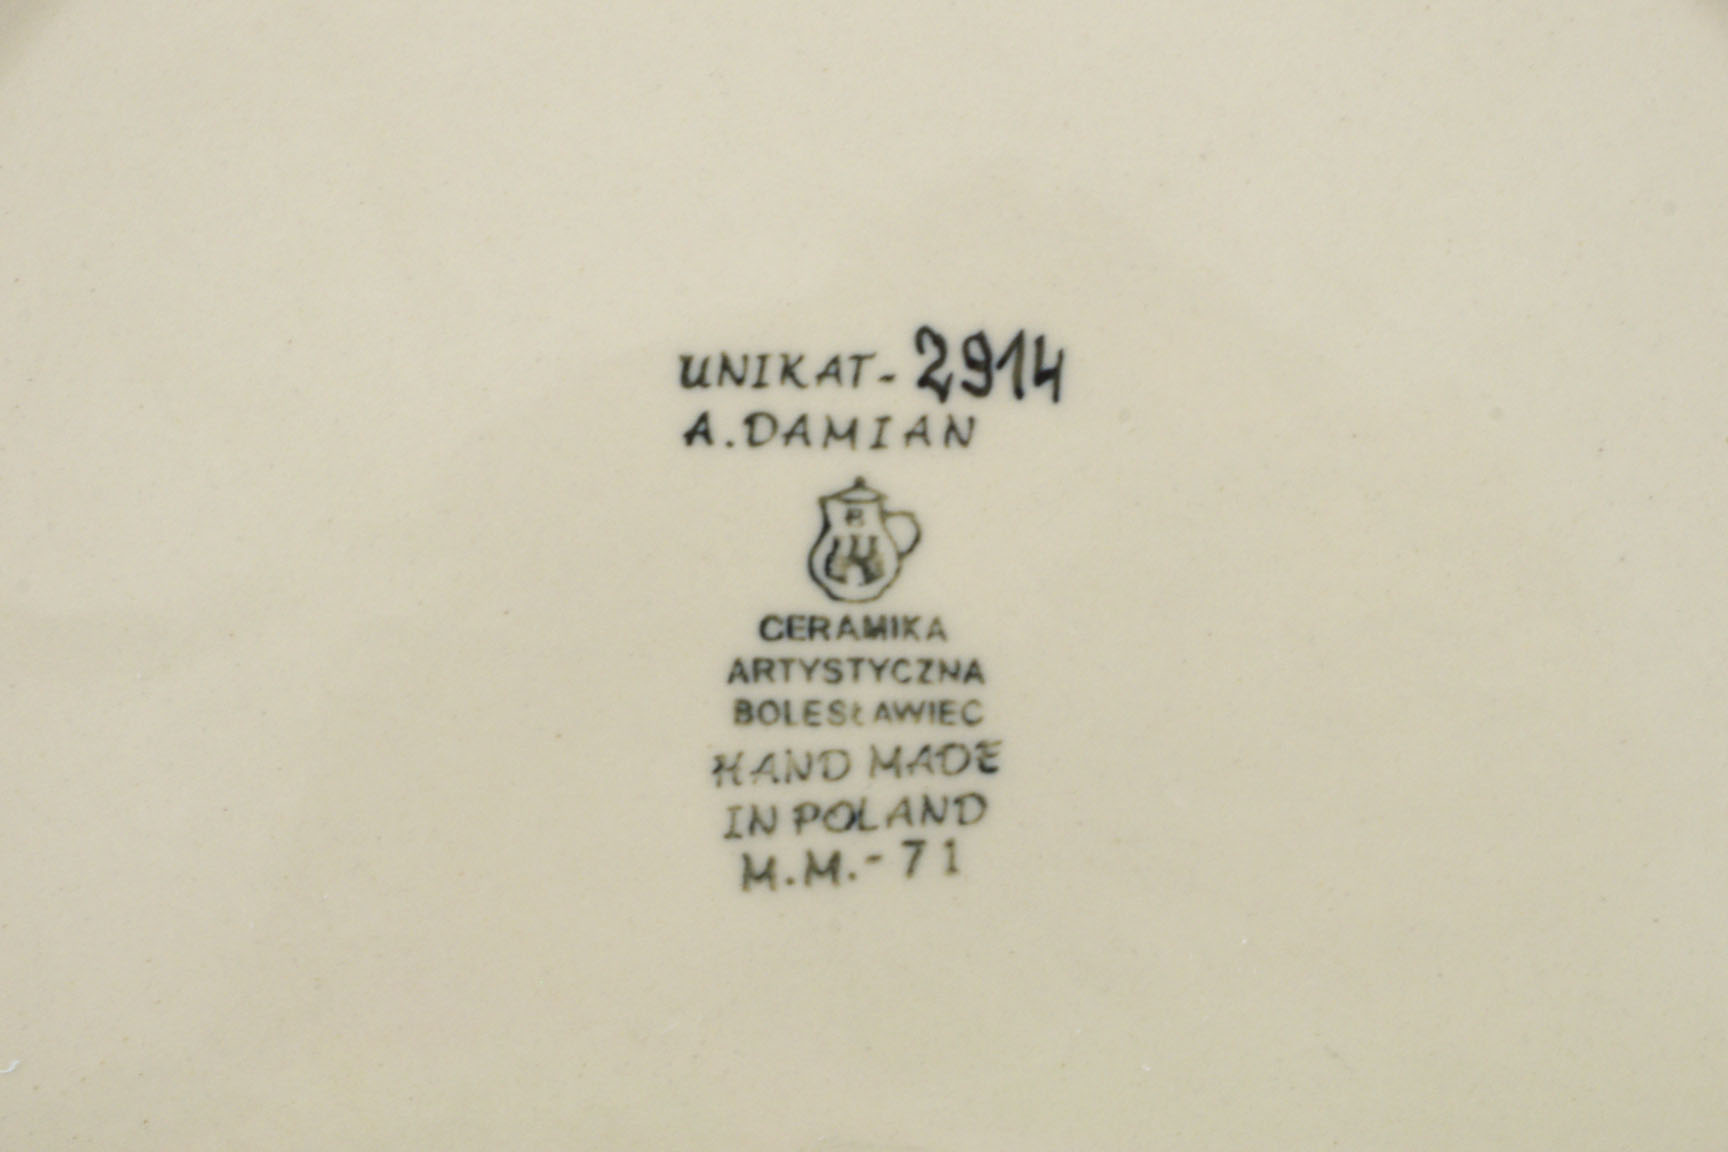 UNIKAT- 2914
A. DAMIAN
B
CERAMIKA
ARTYSTYCZNA
BOLESŁAWIEC
HAND MADE
IN POLAND
M.M.-71